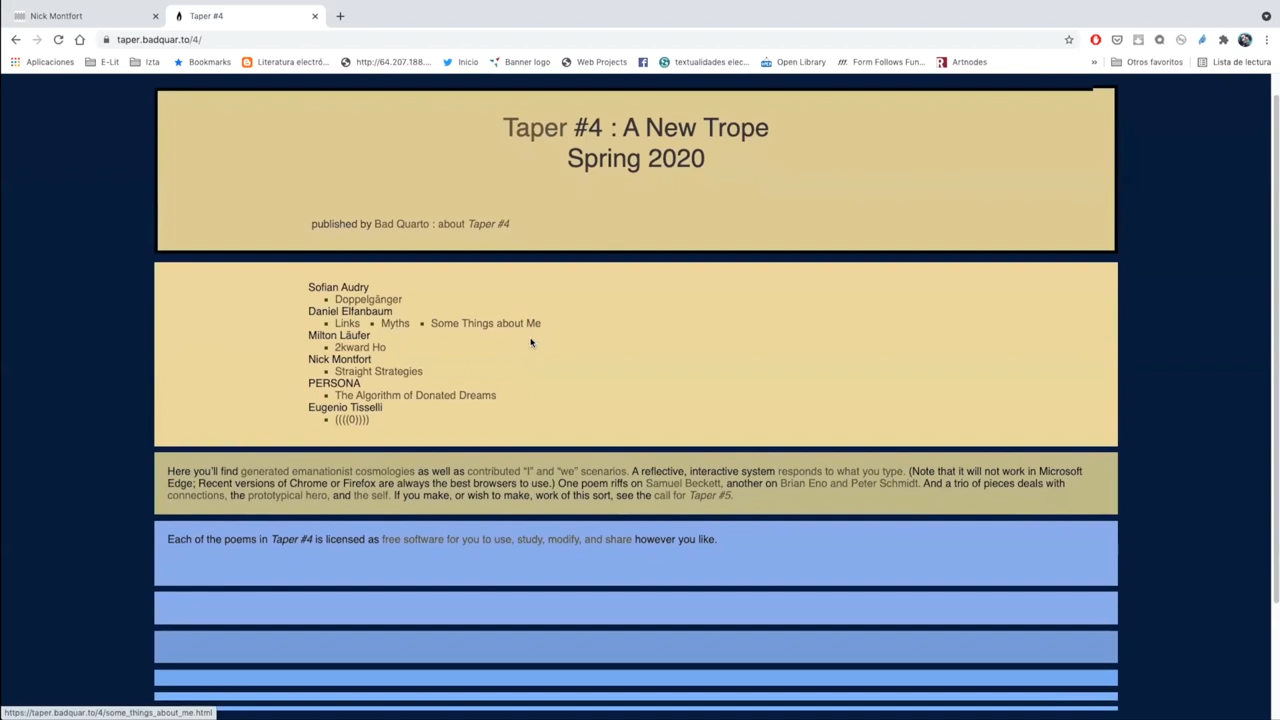 Nick Montfort
Taper #4
taper.badquar.to/4/
Aplicaciones E-Lit Izta Bookmarks Literatura electró... http://64.207.188.... Inicio Banner logo Web Projects textualidades elec... Open Library Form Follows Fun... Artnodes » Otros favoritos Lista de lectura
Taper #4 : A New Trope
Spring 2020
published by Bad Quarto : about Taper #4
Sofian Audry
▪ Doppelgänger
Daniel Elfanbaum
▪ Links ▪ Myths ▪ Some Things about Me
Milton Läufer
▪ 2kward Ho
Nick Montfort
▪ Straight Strategies
PERSONA
▪ The Algorithm of Donated Dreams
Eugenio Tisselli
▪ ((((0))))
Here you'll find generated emanationist cosmologies as well as contributed “I” and “we” scenarios. A reflective, interactive system responds to what you type. (Note that it will not work in Microsoft
Edge; Recent versions of Chrome or Firefox are always the best browsers to use.) One poem riffs on Samuel Beckett, another on Brian Eno and Peter Schmidt. And a trio of pieces deals with
connections, the prototypical hero, and the self. If you make, or wish to make, work of this sort, see the call for Taper #5.
Each of the poems in Taper #4 is licensed as free software for you to use, study, modify, and share however you like.
https://taper.badquar.to/4/some_things_about_me.html